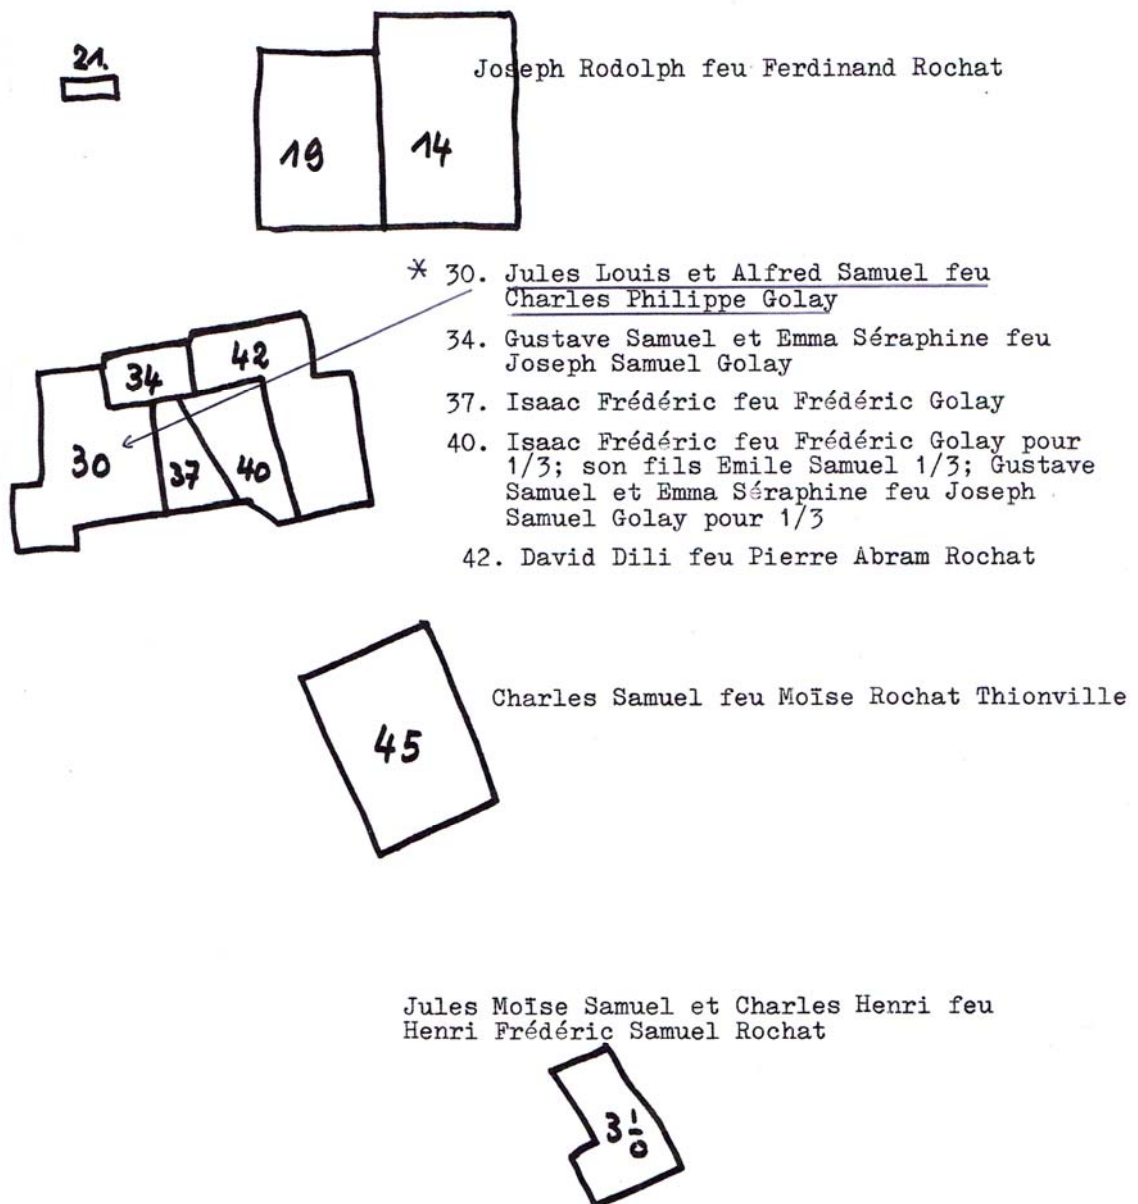 21.
Joseph Rodolph feu Ferdinand Rochat
19
14
* 30. Jules Louis et Alfred Samuel feu
Charles Philippe Golay
34. Gustave Samuel et Emma Séraphine feu
Joseph Samuel Golay
37. Isaac Frédéric feu Frédéric Golay
40. Isaac Frédéric feu Frédéric Golay pour
1/3; son fils Emile Samuel 1/3; Gustave
Samuel et Emma Séraphine feu Joseph
Samuel Golay pour 1/3
42. David Dili feu Pierre Abram Rochat
34
42
30
37
40
Charles Samuel feu Moïse Rochat Thionville
45
Jules Moïse Samuel et Charles Henri feu
Henri Frédéric Samuel Rochat
3